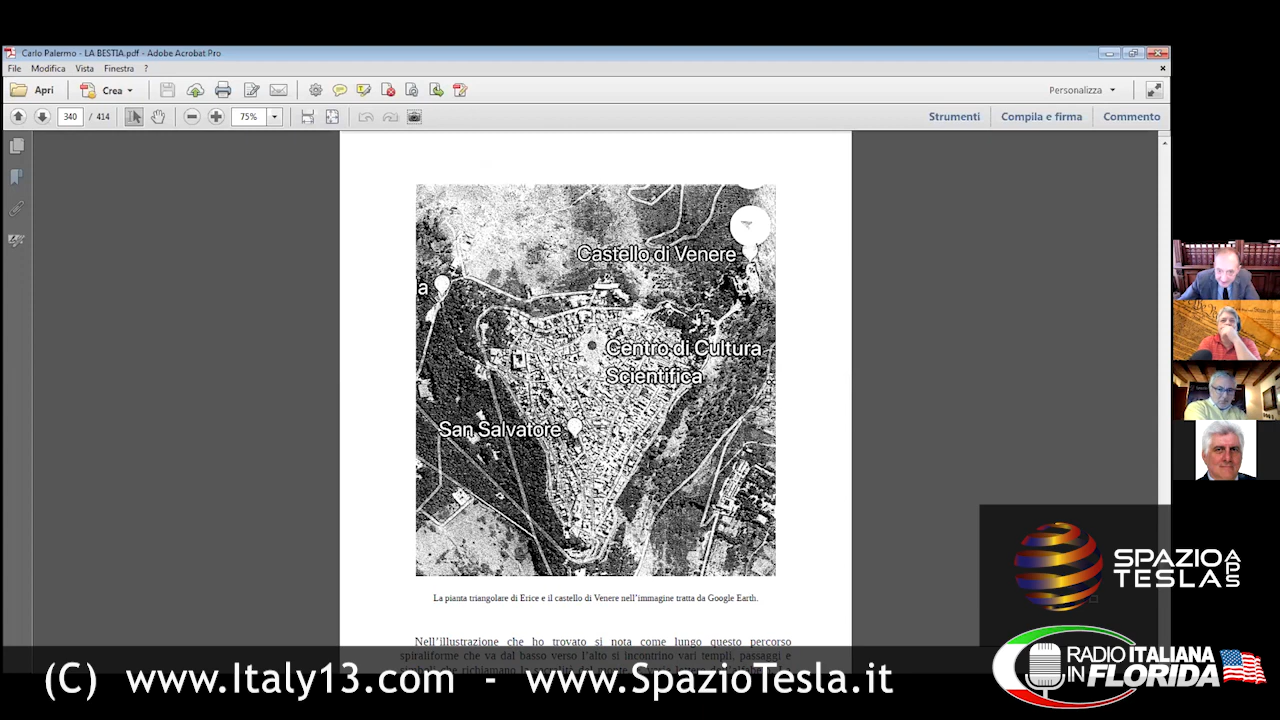 Carlo Palermo - LA BESTIA.pdf - Adobe Acrobat Pro
File Modifica Vista Finestra ?
Apri Crea Personalizza
340 / 414 75% Strumenti Compila e firma Commento
Castello di Venere
a
Centro di Cultura
Scientifica
San Salvatore
La pianta triangolare di Erice e il castello di Venere nell'immagine tratta da Google Earth.
Nell'illustrazione che ho trovato si nota come lungo questo percorso
spiraliforme che va dal basso verso l'alto si incontrino vari templi, passaggi e
SPAZIO
TESLA APS
RADIO ITALIANA
IN FLORIDA
(C) www.Italy13.com - www.SpazioTesla.it